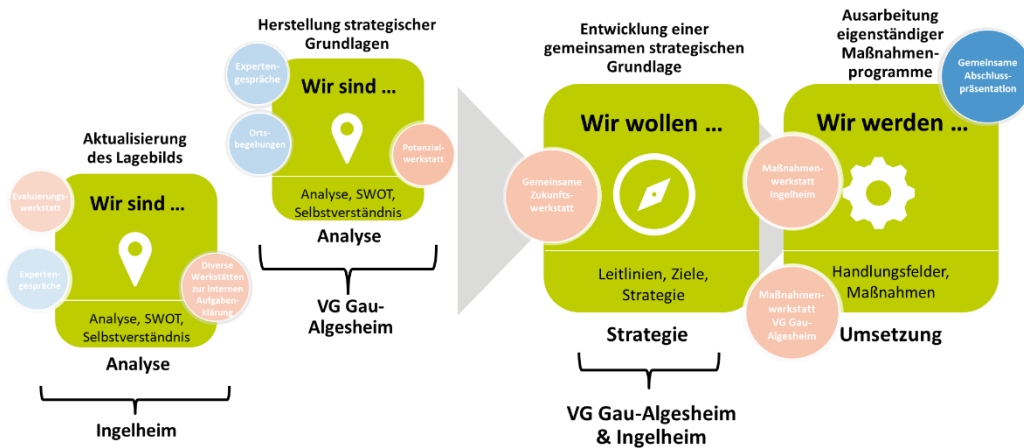 Aktualisierung
des Lagebilds
Evaluierungs-
werkstatt
Wir sind ...
Experten-
gespräche
Diverse
Werkstätten
zur internen
Aufgaben-
klärung
Analyse, SWOT,
Selbstverständnis
Analyse
Ingelheim
Herstellung strategischer
Grundlagen
Experten-
gespräche
Wir sind ...
Orts-
begehungen
Potenzial-
werkstatt
Analyse, SWOT,
Selbstverständnis
Analyse
VG Gau-
Algesheim
Entwicklung einer
gemeinsamen strategischen
Grundlage
Wir wollen ...
Gemeinsame
Zukunfts-
werkstatt
Leitlinien, Ziele,
Strategie
Strategie
VG Gau-Algesheim
& Ingelheim
Ausarbeitung
eigenständiger
Maßnahmen-
programme
Gemeinsame
Abschluss-
präsentation
Wir werden ...
Maßnahmen-
werkstatt
Ingelheim
Handlungsfelder,
Maßnahmen
Maßnahmen-
werkstatt
VG Gau-
Algesheim
Umsetzung